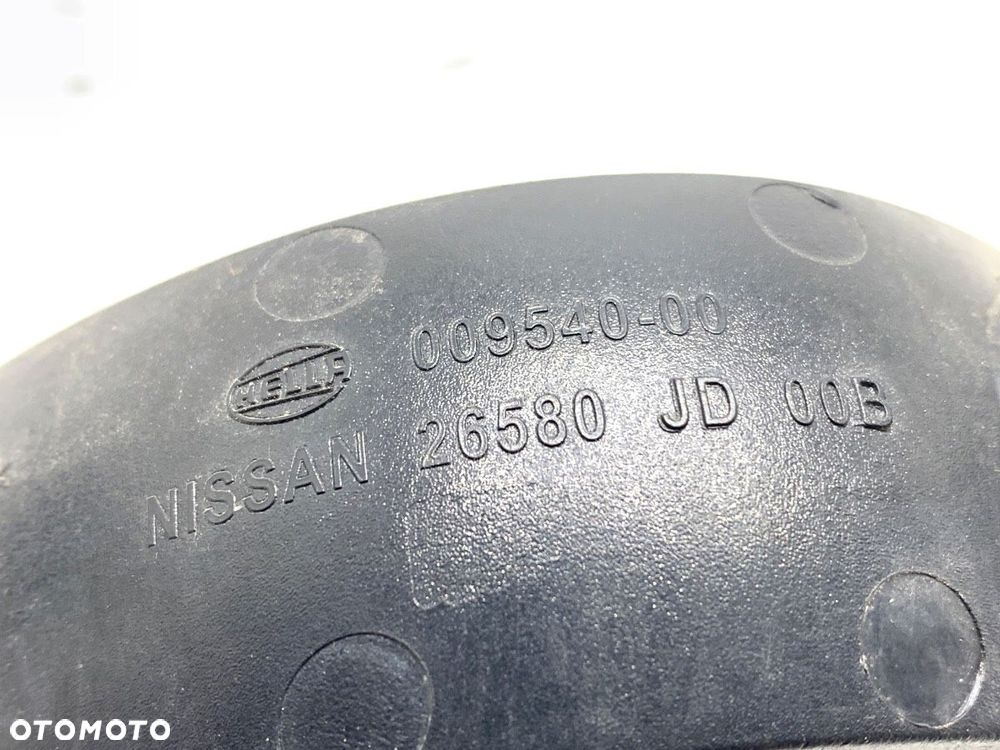 009540-00
HELLA
NISSAN 26580 JD 00B
OTOMOTO